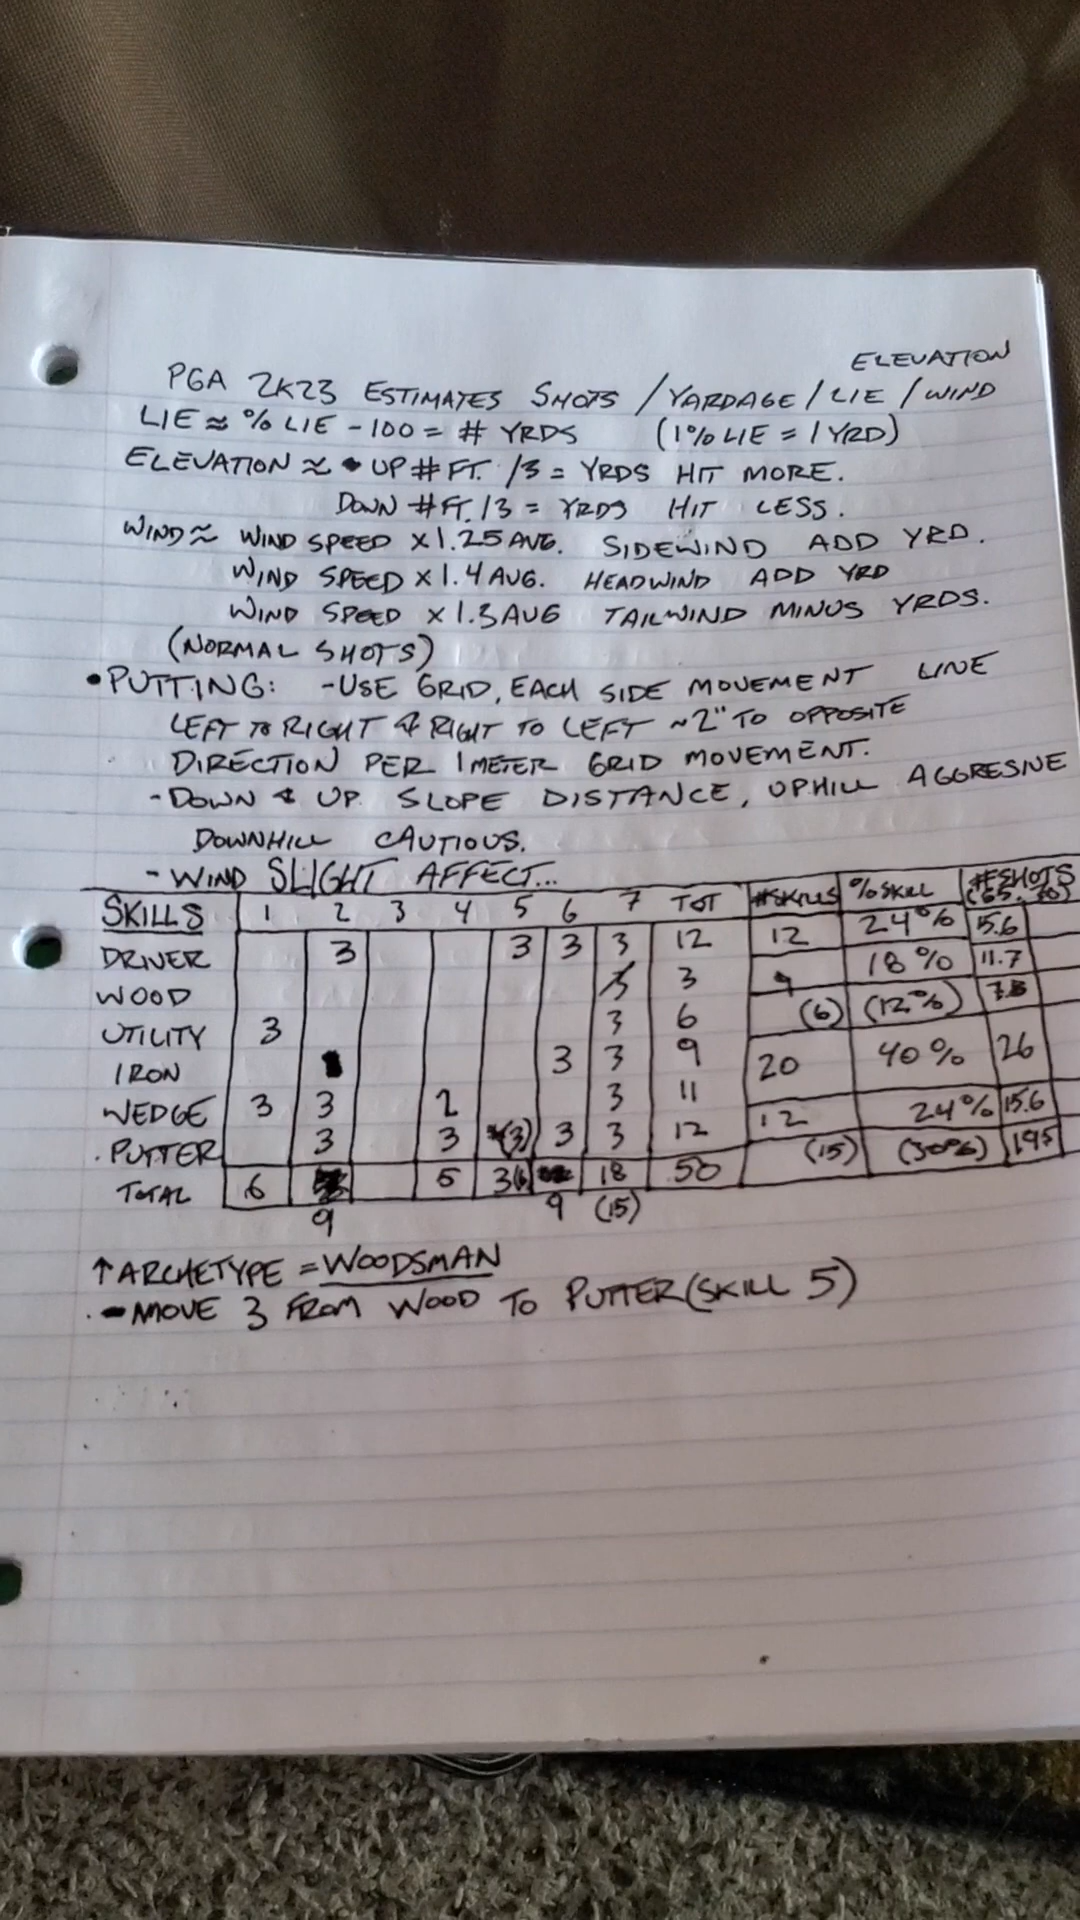 ELEVATION
PGA 2K23 ESTIMATES SHOTS / YARDAGE / LIE / WIND
LIE ≈ % LIE - 100 = # YRDS (1% LIE = 1 YRD)
ELEVATION ≈ UP # FT. /3 = YRDS HIT MORE.
DOWN # FT. /3 = YRDS HIT LESS.
WIND ≈ WIND SPEED X 1.25 AVG. SIDEWIND ADD YRD.
WIND SPEED X 1.4 AUG. HEADWIND ADD YRD
WIND SPEED X 1.3 AUG TAILWIND MINUS YRDS.
(NORMAL SHOTS)
• PUTTING: - USE GRID, EACH SIDE MOVEMENT LINE
LEFT TO RIGHT & RIGHT TO LEFT ~2" TO OPPOSITE
DIRECTION PER 1 METER GRID MOVEMENT.
- DOWN & UP SLOPE DISTANCE, UPHILL AGGRESIVE
DOWNHILL CAUTIOUS.
- WIND SLIGHT AFFECT...
SKILLS 1 2 3 4 5 6 7 TOT #SKILLS %SKILL #SHOTS (65. 70)
DRIVER 3 3 3 3 12 12 24% 15.6
WOOD 3 3 9 18% 11.7
UTILITY 3 3 6 (6) (12%) 7.8
IRON 3 3 9 20 40% 26
WEDGE 3 3 2 3 11 12 24% 15.6
PUTTER 3 3 (3) 3 3 12 (15) (30%) 19.5
TOTAL 6 5 3 18 50
9 9 (15)
↑ ARCHETYPE = WOODSMAN
- MOVE 3 FROM WOOD TO PUTTER (SKILL 5)